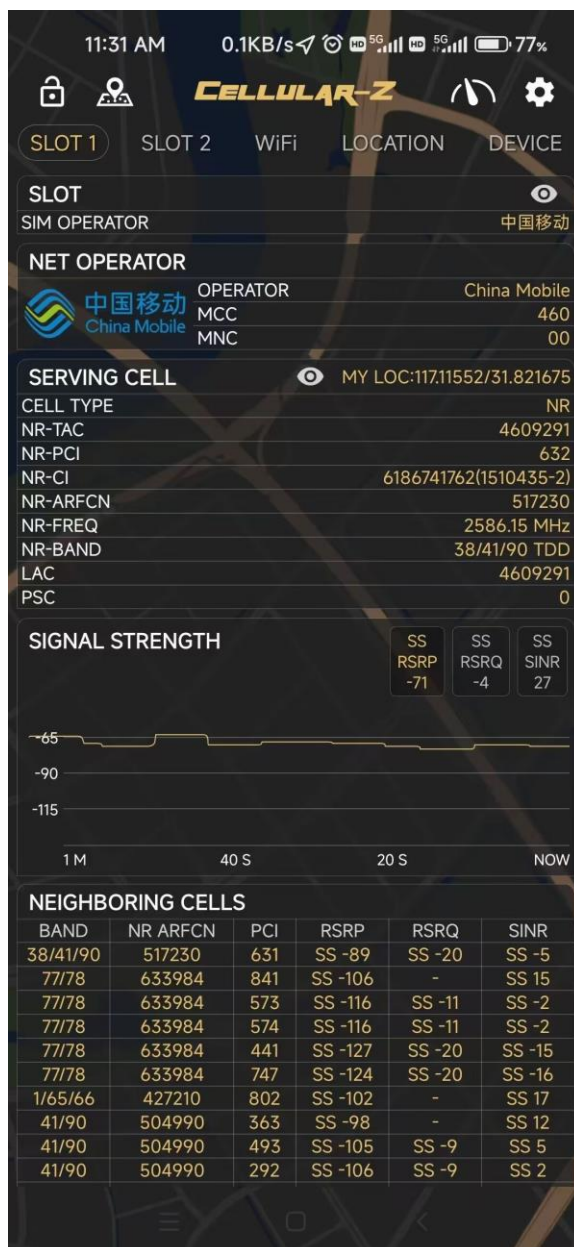 11:31 AM 0.1KB/s HD 5G HD 5G 77%
CELLULAR-Z
SLOT 1 SLOT 2 WiFi LOCATION DEVICE
SLOT
SIM OPERATOR 中国移动
NET OPERATOR
中国移动 China Mobile
OPERATOR China Mobile
MCC 460
MNC 00
SERVING CELL MY LOC:117.11552/31.821675
CELL TYPE NR
NR-TAC 4609291
NR-PCI 632
NR-CI 6186741762(1510435-2)
NR-ARFCN 517230
NR-FREQ 2586.15 MHz
NR-BAND 38/41/90 TDD
LAC 4609291
PSC 0
SIGNAL STRENGTH
SS RSRP -71
SS RSRQ -4
SS SINR 27
-65
-90
-115
1 M 40 S 20 S NOW
NEIGHBORING CELLS
BAND NR ARFCN PCI RSRP RSRQ SINR
38/41/90 517230 631 SS -89 SS -20 SS -5
77/78 633984 841 SS -106 - SS 15
77/78 633984 573 SS -116 SS -11 SS -2
77/78 633984 574 SS -116 SS -11 SS -2
77/78 633984 441 SS -127 SS -20 SS -15
77/78 633984 747 SS -124 SS -20 SS -16
1/65/66 427210 802 SS -102 - SS 17
41/90 504990 363 SS -98 - SS 12
41/90 504990 493 SS -105 SS -9 SS 5
41/90 504990 292 SS -106 SS -9 SS 2